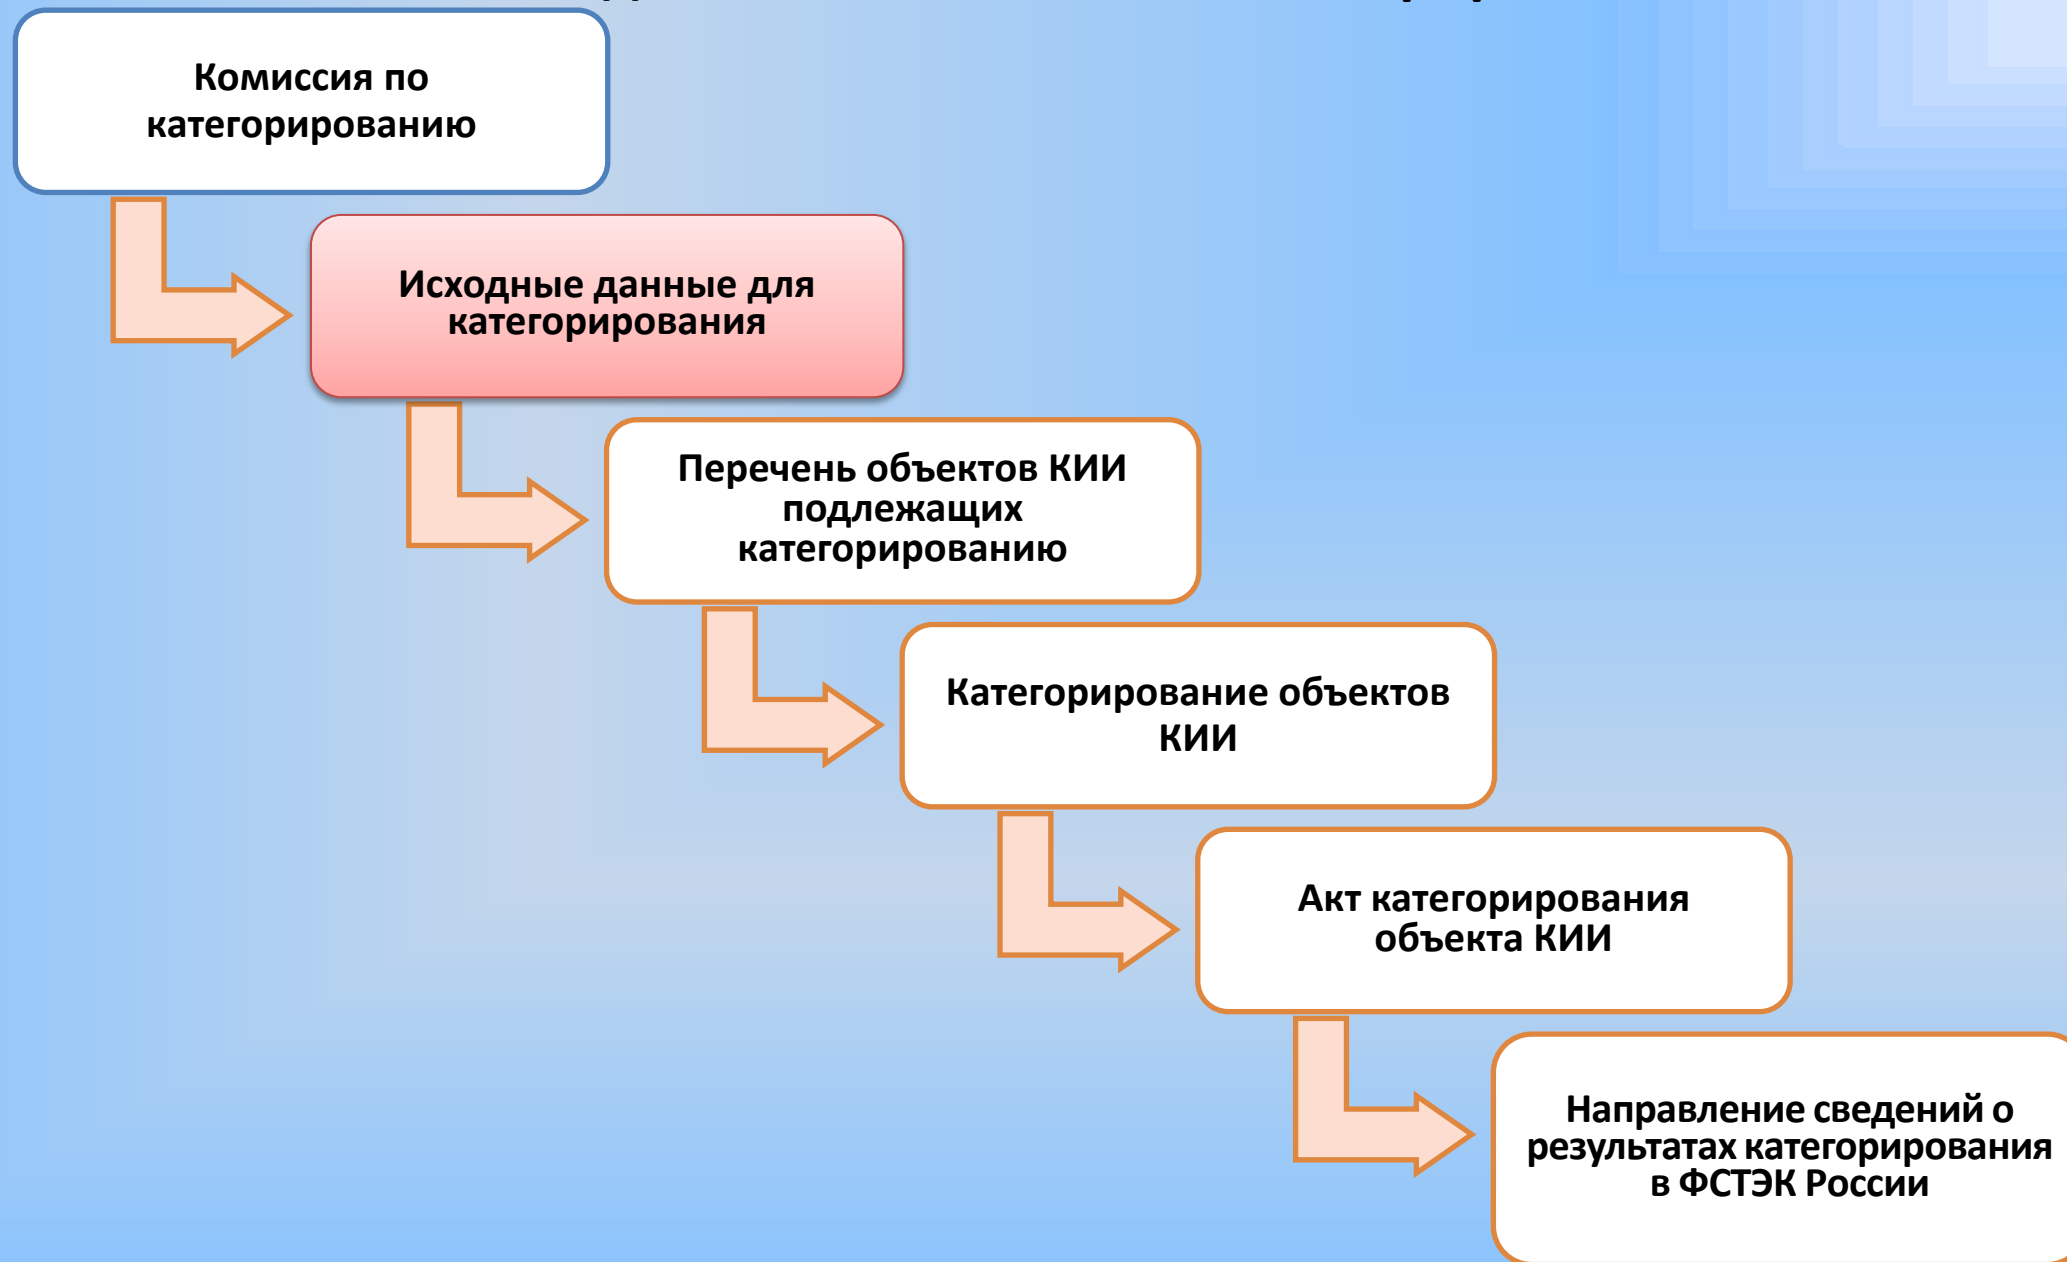 Комиссия по
категорированию
Исходные данные для
категорирования
Перечень объектов КИИ
подлежащих
категорированию
Категорирование объектов
КИИ
Акт категорирования
объекта КИИ
Направление сведений о
результатах категорирования
в ФСТЭК России